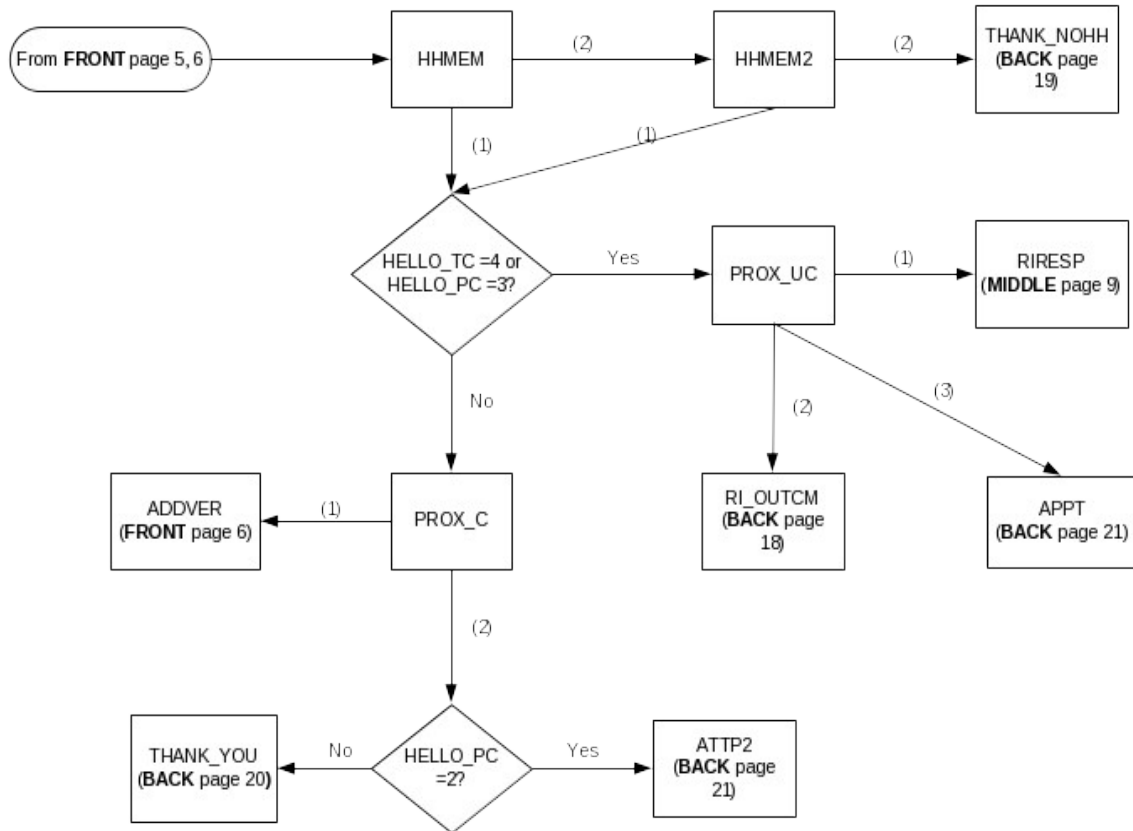 From FRONT page 5, 6
HHMEM
(2)
HHMEM2
(2)
THANK_NOHH
(BACK page
19)
(1)
(1)
HELLO_TC =4 or
HELLO_PC =3?
Yes
PROX_UC
(1)
RIRESP
(MIDDLE page 9)
No
(2)
(3)
ADDVER
(FRONT page 6)
(1)
PROX_C
RI_OUTCM
(BACK page
18)
APPT
(BACK page 21)
(2)
THANK_YOU
(BACK page 20)
No
HELLO_PC
=2?
Yes
ATTP2
(BACK page
21)